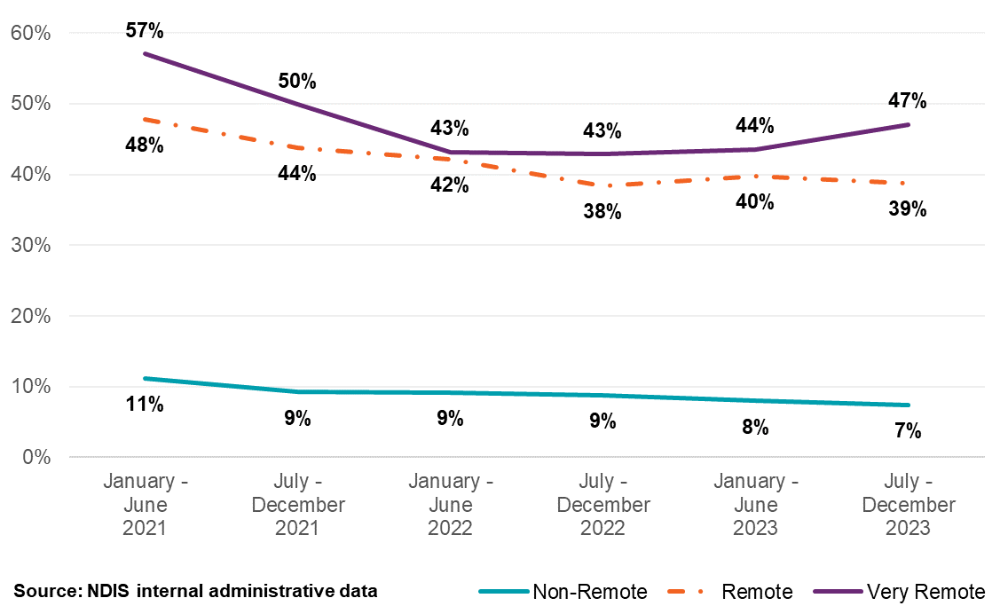 60%
50%
40%
30%
20%
10%
0%
57%
50%
43%
43%
44%
47%
48%
44%
42%
38%
40%
39%
11%
9%
9%
9%
8%
7%
January -
June
2021
July -
December
2021
January -
June
2022
July -
December
2022
January -
June
2023
July -
December
2023
Source: NDIS internal administrative data
Non-Remote
Remote
Very Remote